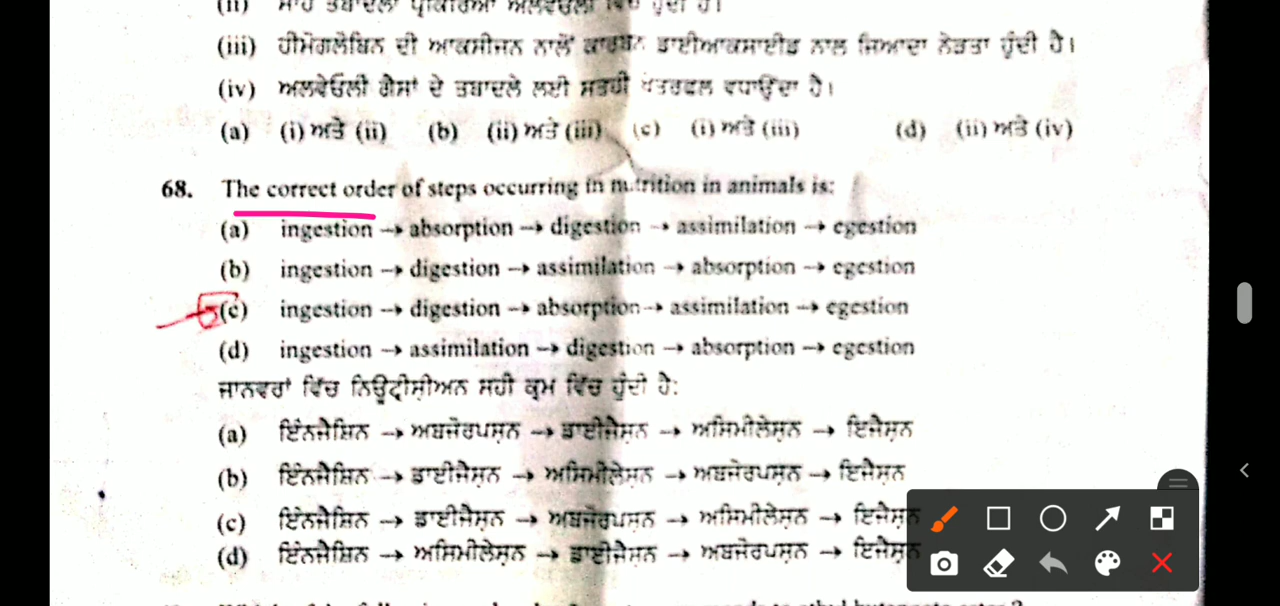 (iii) ਹੀਮੋਗਲੋਬਿਨ ਦੀ ਆਕਸੀਜਨ ਨਾਲੋਂ ਕਾਰਬਨ ਡਾਈਆਕਸਾਈਡ ਨਾਲ ਜਿਆਦਾ ਨੇੜਤਾ ਹੁੰਦੀ ਹੈ।
(iv) ਅਲਵੇਓਲੀ ਗੈਸਾਂ ਦੇ ਤਬਾਦਲੇ ਲਈ ਸਤਹੀ ਖੇਤਰਫਲ ਵਧਾਉਂਦਾ ਹੈ।
(a) (i) ਅਤੇ (ii) (b) (ii) ਅਤੇ (iii) (c) (i) ਅਤੇ (iii) (d) (ii) ਅਤੇ (iv)
68. The correct order of steps occurring in nutrition in animals is:
(a) ingestion → absorption → digestion → assimilation → egestion
(b) ingestion → digestion → assimilation → absorption → egestion
(c) ingestion → digestion → absorption → assimilation → egestion
(d) ingestion → assimilation → digestion → absorption → egestion
ਜਾਨਵਰਾਂ ਵਿੱਚ ਨਿਊਟ੍ਰੀਸ਼ੀਅਨ ਸਹੀ ਕ੍ਰਮ ਵਿੱਚ ਹੁੰਦੀ ਹੈ:
(a) ਇੰਨਜੈਸ਼ਿਨ → ਅਬਜੋਰਪਸ਼ਨ → ਡਾਈਜੈਸ਼ਨ → ਅਸਿਮੀਲੇਸ਼ਨ → ਇਜੈਸ਼ਨ
(b) ਇੰਨਜੈਸ਼ਿਨ → ਡਾਈਜੈਸ਼ਨ → ਅਸਿਮੀਲੇਸ਼ਨ → ਅਬਜੋਰਪਸ਼ਨ → ਇਜੈਸ਼ਨ
(c) ਇੰਨਜੈਸ਼ਿਨ → ਡਾਈਜੈਸ਼ਨ → ਅਬਜੋਰਪਸ਼ਨ → ਅਸਿਮੀਲੇਸ਼ਨ → ਇਜੈਸ਼ਨ
(d) ਇੰਨਜੈਸ਼ਿਨ → ਅਸਿਮੀਲੇਸ਼ਨ → ਡਾਈਜੈਸ਼ਨ → ਅਬਜੋਰਪਸ਼ਨ → ਇਜੈਸ਼ਨ